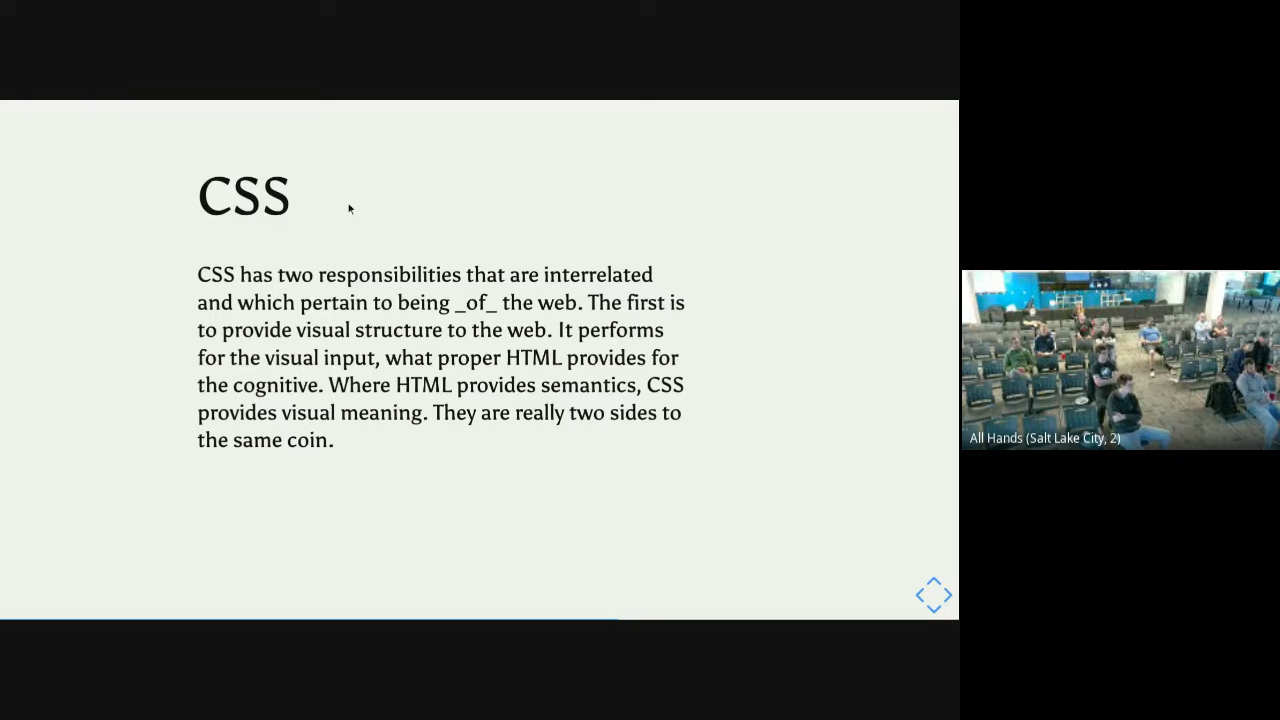 CSS
CSS has two responsibilities that are interrelated
and which pertain to being _of_ the web. The first is
to provide visual structure to the web. It performs
for the visual input, what proper HTML provides for
the cognitive. Where HTML provides semantics, CSS
provides visual meaning. They are really two sides to
the same coin.
All Hands (Salt Lake City, 2)